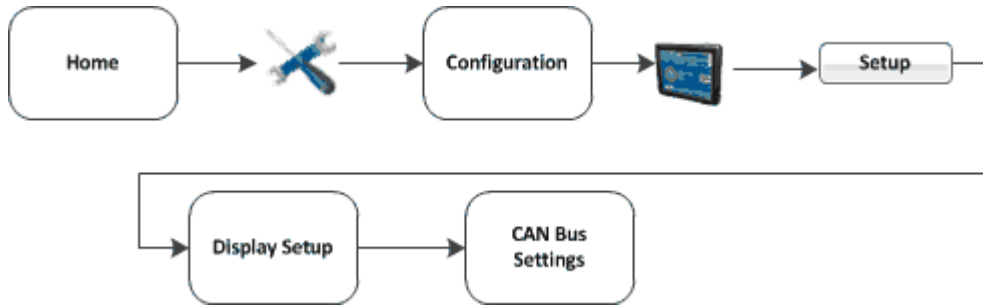 Home
Configuration
Setup
Display Setup
CAN Bus
Settings